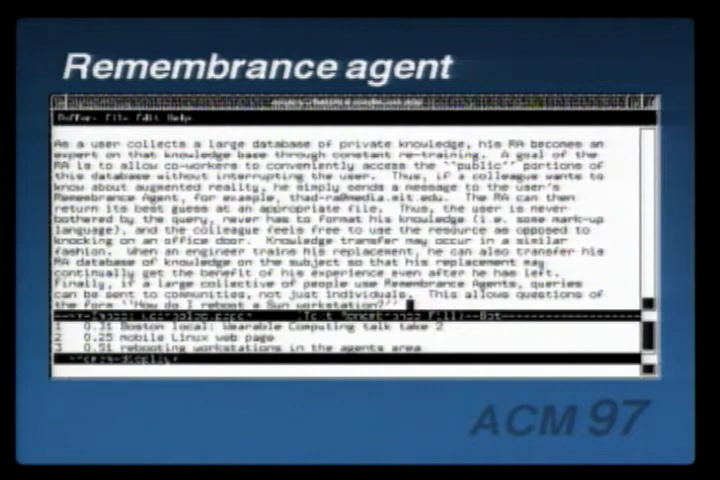 Remembrance agent
Buffers File Edit Help
As a user collects a large database of private knowledge, his RA becomes an
expert on that knowledge base through constant re-training.  A goal of the
RA is to allow co-workers to conveniently access the ``public'' portions of
this database without interrupting the user.  Thus, if a colleague wants to
know about augmented reality, he simply sends a message to the user's
Remembrance Agent, for example, thad-ra@media.mit.edu.  The RA can then
return its best guess at an appropriate file.  Thus, the user is never
bothered by the query, never has to format his knowledge (i.e. some mark-up
language), and the colleague feels free to use the resource as opposed to
knocking on an office door.  Knowledge transfer may occur in a similar
fashion.  When an engineer trains his replacement, he can also transfer his
RA database of knowledge on the subject so that his replacement may
continually get the benefit of his experience even after he has left.
Finally, if a large collective of people use Remembrance Agents, queries
can be sent to communities, not just individuals.  This allows questions of
the form ``How do I reboot a Sun workstation?''
(Text Remembrance Fill)--Bot
1 0.31 Boston local: Wearable Computing talk take 2
2 0.25 mobile Linux web page
3 0.51 rebooting workstations in the agents area
ACM 97